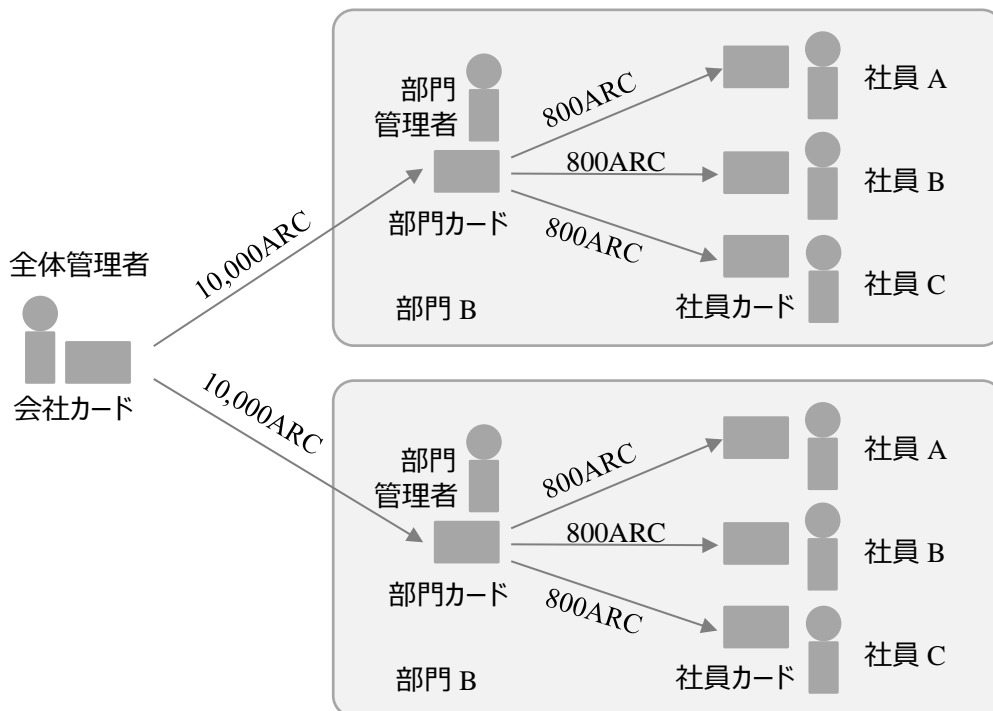 全体管理者
会社カード
10,000ARC
10,000ARC
部門
管理者
部門カード
部門 B
800ARC
800ARC
800ARC
社員 A
社員 B
社員 C
社員カード
部門
管理者
部門カード
部門 B
800ARC
800ARC
800ARC
社員 A
社員 B
社員 C
社員カード